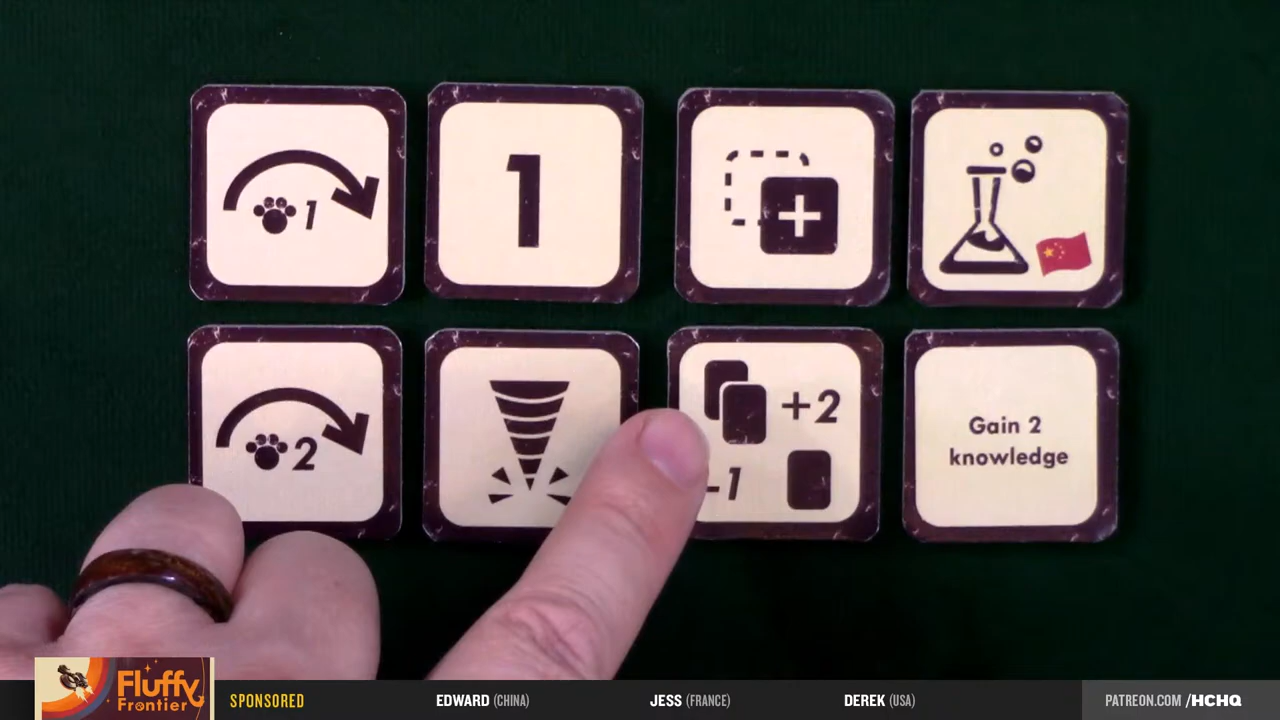 1
1
2
+2
-1
Gain 2
knowledge
Fluffy
Frontier
SPONSORED
EDWARD (CHINA)
JESS (FRANCE)
DEREK (USA)
PATREON.COM/HCHQ